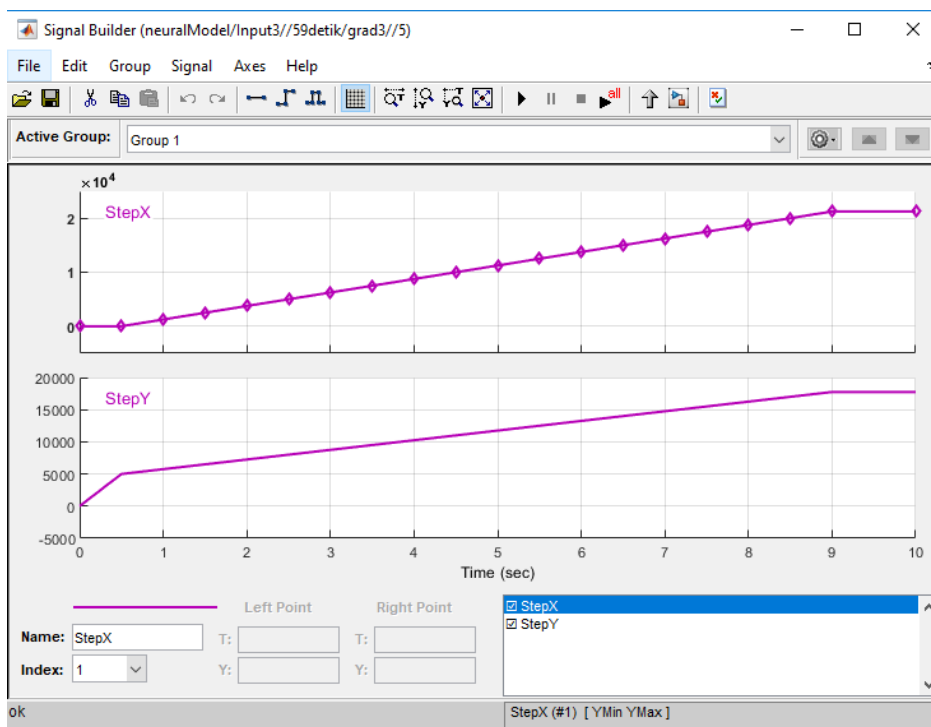 Signal Builder (neuralModel/Input3//59detik/grad3//5)
File Edit Group Signal Axes Help
all
Active Group: Group 1
×10⁴
StepX
2
1
0
StepY
20000
15000
10000
5000
0
-5000
0 1 2 3 4 5 6 7 8 9 10
Time (sec)
Left Point Right Point
Name: StepX T: T:
Index: 1 Y: Y:
StepX
StepY
ok
StepX (#1) [ YMin YMax ]